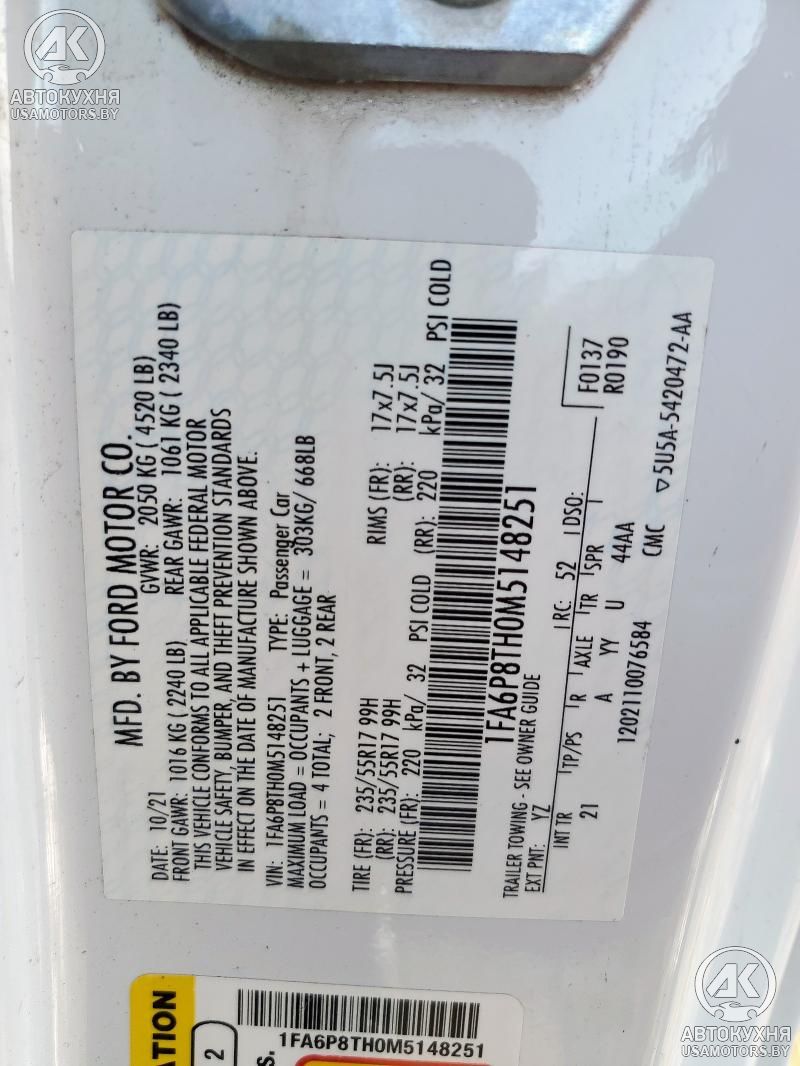 AK
АВТОКУХНЯ
USAMOTORS.BY
MFD. BY FORD MOTOR CO.
DATE: 10/21 GVWR: 2050 KG ( 4520 LB)
FRONT GAWR: 1016 KG ( 2240 LB) REAR GAWR: 1061 KG ( 2340 LB)
THIS VEHICLE CONFORMS TO ALL APPLICABLE FEDERAL MOTOR
VEHICLE SAFETY, BUMPER, AND THEFT PREVENTION STANDARDS
IN EFFECT ON THE DATE OF MANUFACTURE SHOWN ABOVE.
VIN: 1FA6P8TH0M5148251 TYPE: Passenger Car
MAXIMUM LOAD = OCCUPANTS + LUGGAGE = 303KG/ 668LB
OCCUPANTS = 4 TOTAL; 2 FRONT, 2 REAR
TIRE (FR): 235/55R17 99H RIMS (FR): 17x7.5J
(RR): 235/55R17 99H (RR): 17x7.5J
PRESSURE (FR): 220 kPa/ 32 PSI COLD (RR): 220 kPa/ 32 PSI COLD
1FA6P8TH0M5148251
TRAILER TOWING - SEE OWNER GUIDE
EXT PNT: YZ RC: 52 DSO: F0137
R0190
INT TR TP/PS R AXLE TR SPR
21 A YY U 44AA
1202110076584 CMC ▽5U5A-5420472-AA
ATION
2
S.
1FA6P8TH0M5148251
AK
АВТОКУХНЯ
USAMOTORS.BY